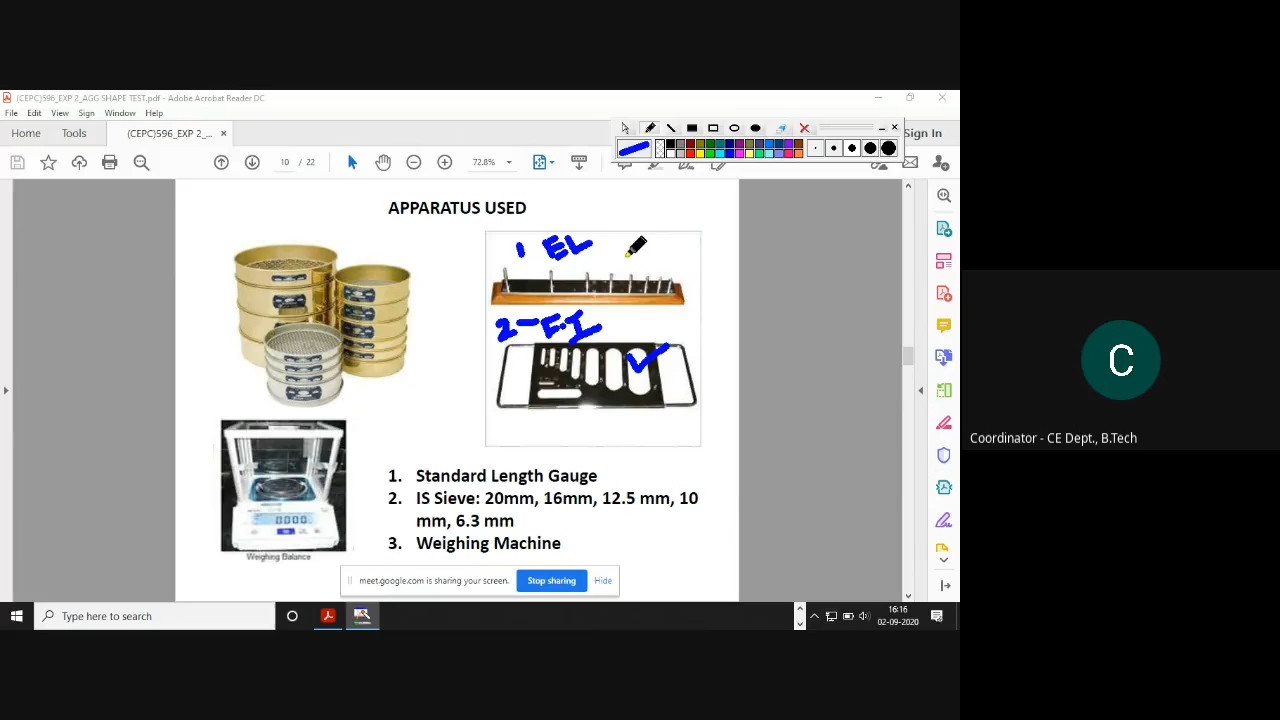 (CEPC)596_EXP 2_AGG SHAPE TEST.pdf - Adobe Acrobat Reader DC
File Edit View Sign Window Help
Home Tools (CEPC)596_EXP 2_... × Sign In
10 / 22 72.8%
APPARATUS USED
1 EL
2-F.I
1. Standard Length Gauge
2. IS Sieve: 20mm, 16mm, 12.5 mm, 10
mm, 6.3 mm
3. Weighing Machine
Weighing Balance
meet.google.com is sharing your screen. Stop sharing Hide
Type here to search
16:16
02-09-2020
C
Coordinator - CE Dept., B.Tech